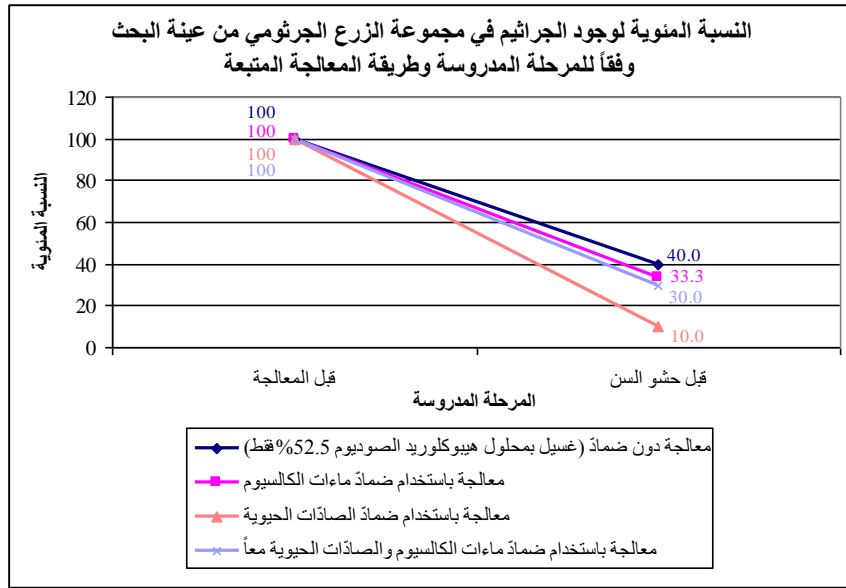 النسبة المئوية لوجود الجراثيم في مجموعة الزرع الجرثومي من عينة البحث
وفقاً للمرحلة المدروسة وطريقة المعالجة المتبعة
النسبة المئوية
120
100
80
60
40
20
0
100
100
100
100
40.0
33.3
30.0
10.0
قبل المعالجة
قبل حشو السن
المرحلة المدروسة
معالجة دون ضمادّ (غسيل بمحلول هيبوكلوريد الصوديوم 52.5%فقط)
معالجة باستخدام ضمادّ ماءات الكالسيوم
معالجة باستخدام ضمادّ الصادّات الحيوية
معالجة باستخدام ضمادّ ماءات الكالسيوم والصادّات الحيوية معاً